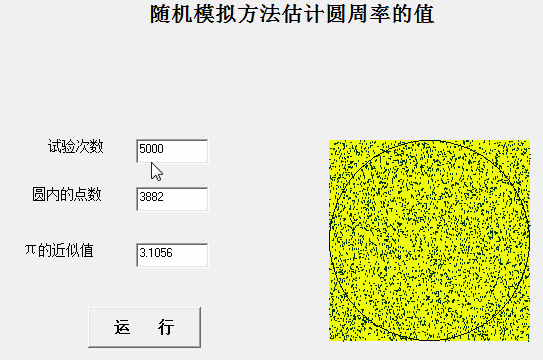 随机模拟方法估计圆周率的值
试验次数 5000
圆内的点数 3882
π的近似值 3.1056
运 行